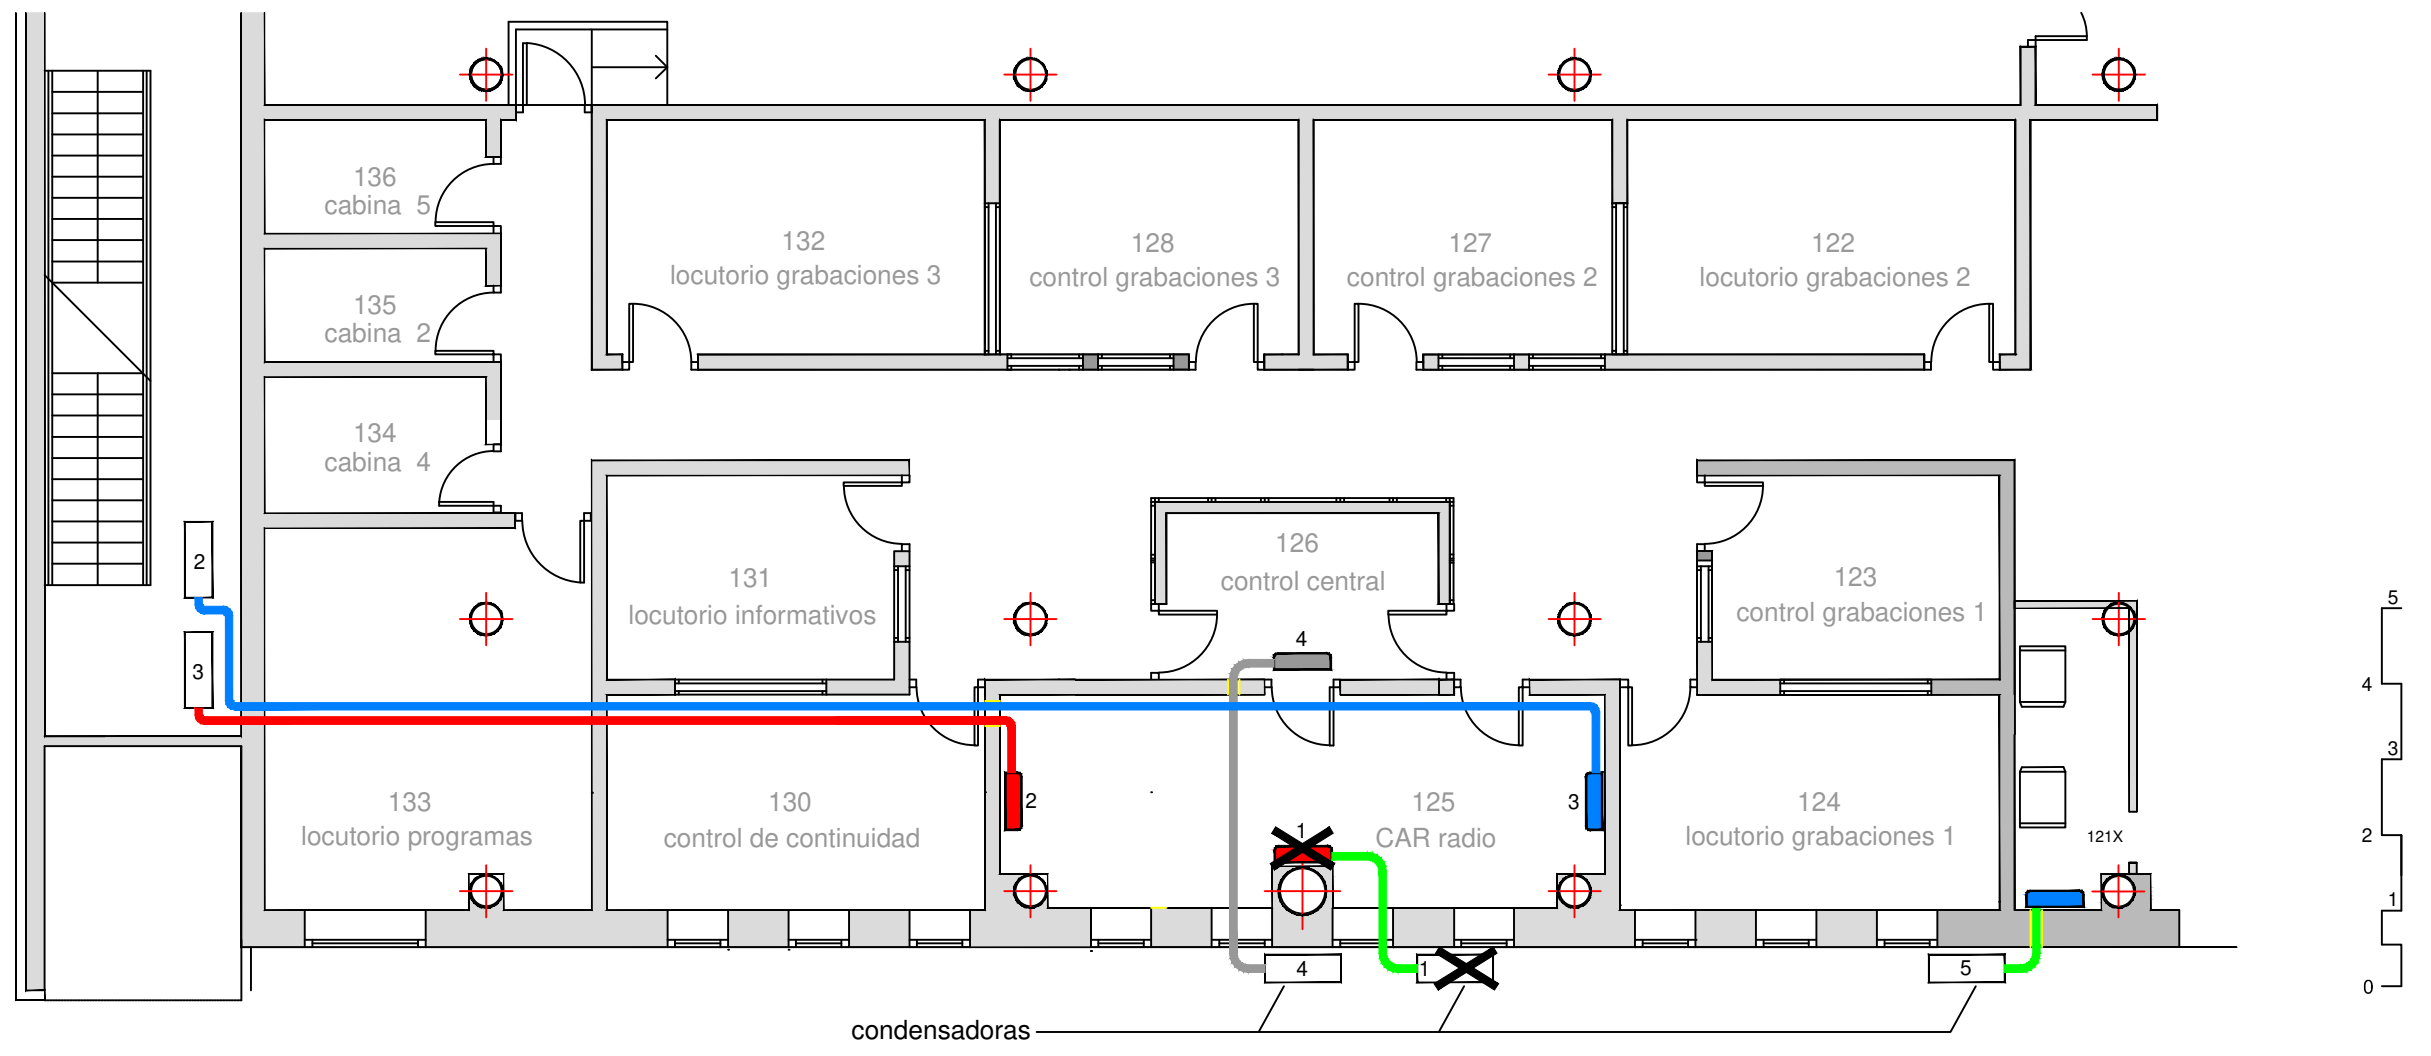 136
cabina 5
132
locutorio grabaciones 3
128
control grabaciones 3
127
control grabaciones 2
122
locutorio grabaciones 2
135
cabina 2
134
cabina 4
2
131
locutorio informativos
126
control central
123
control grabaciones 1
5
4
3
4
3
133
locutorio programas
130
control de continuidad
2
1
3
125
CAR radio
124
locutorio grabaciones 1
121X
2
1
4
1
5
0
condensadoras